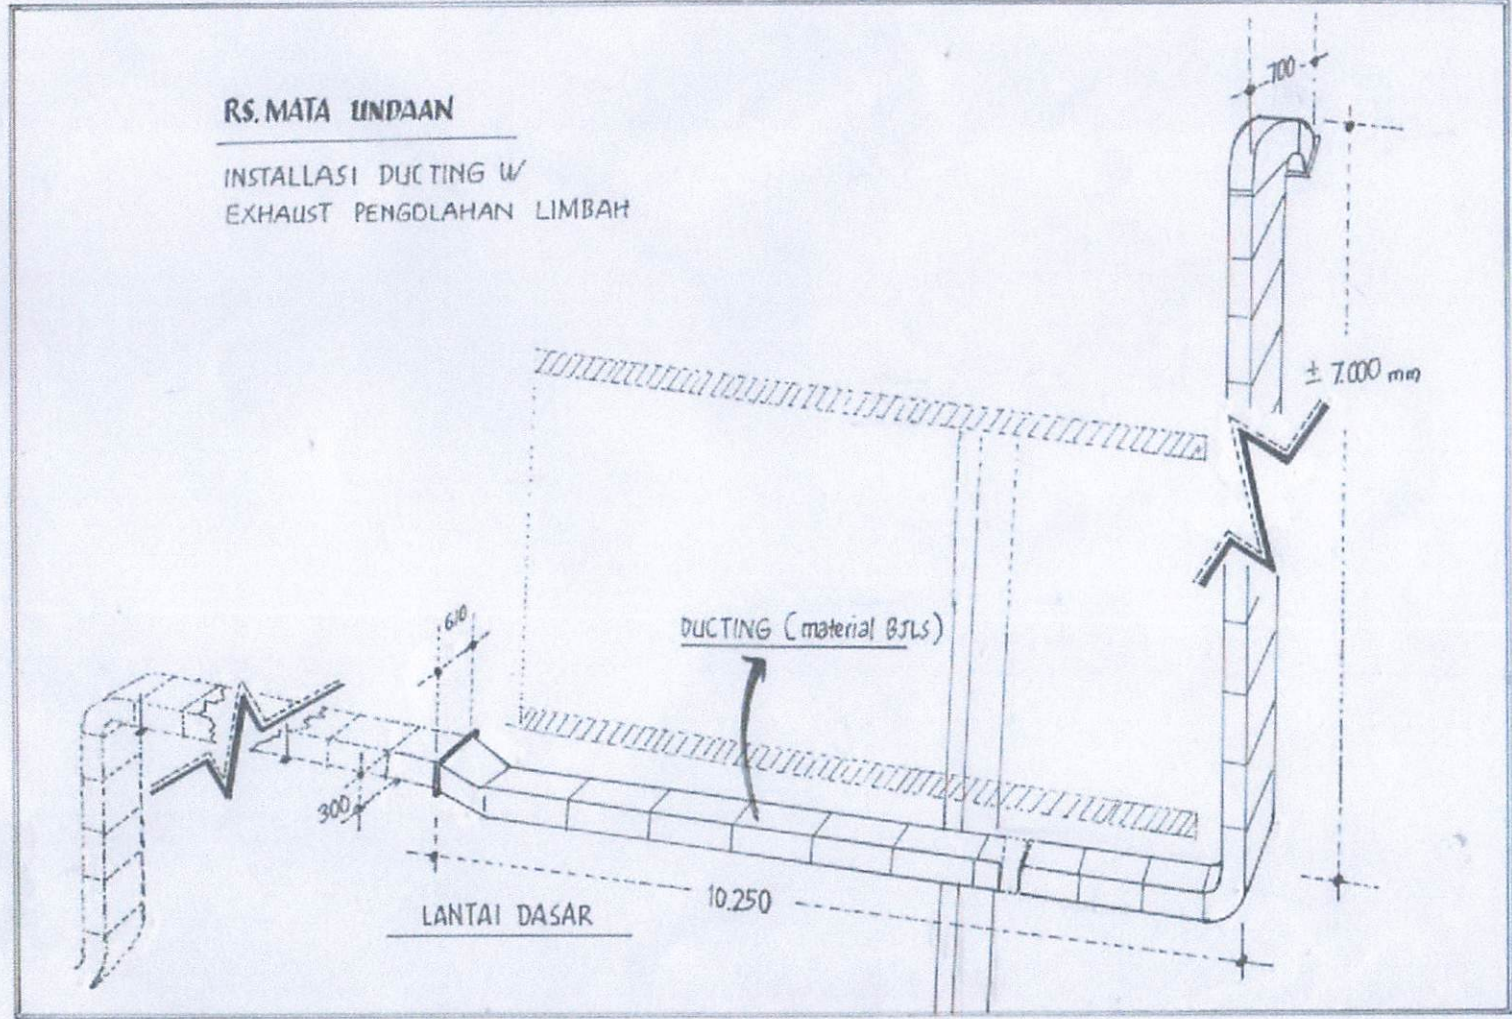 RS. MATA UNDAAN
INSTALLASI DUCTING W/
EXHAUST PENGOLAHAN LIMBAH
700
± 7.000 mm
610
DUCTING (material BJLS)
300
10.250
LANTAI DASAR